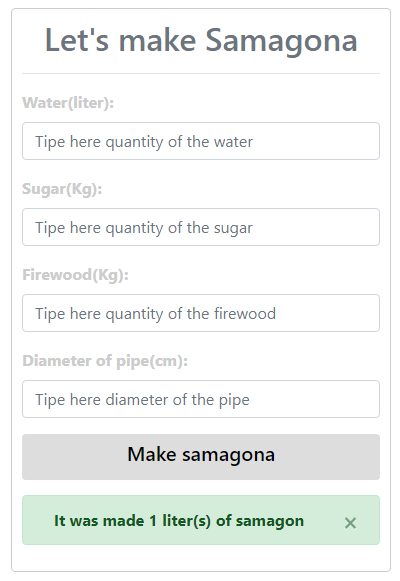 Let's make Samagona
Water(liter):
Tipe here quantity of the water
Sugar(Kg):
Tipe here quantity of the sugar
Firewood(Kg):
Tipe here quantity of the firewood
Diameter of pipe(cm):
Tipe here diameter of the pipe
Make samagona
It was made 1 liter(s) of samagon ×